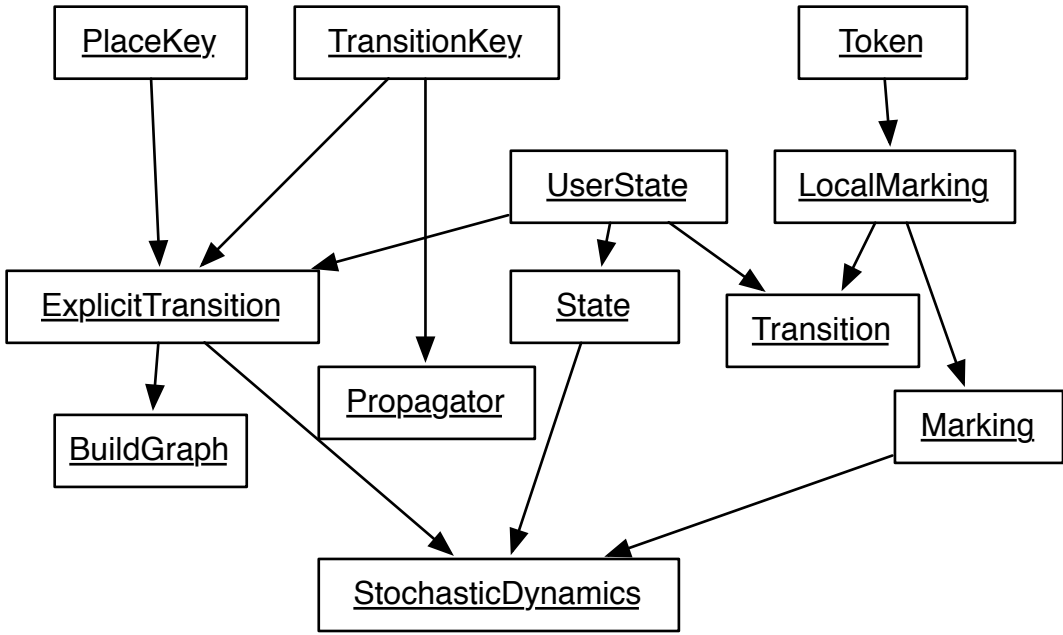 PlaceKey
TransitionKey
Token
UserState
LocalMarking
ExplicitTransition
State
Transition
Propagator
Marking
BuildGraph
StochasticDynamics